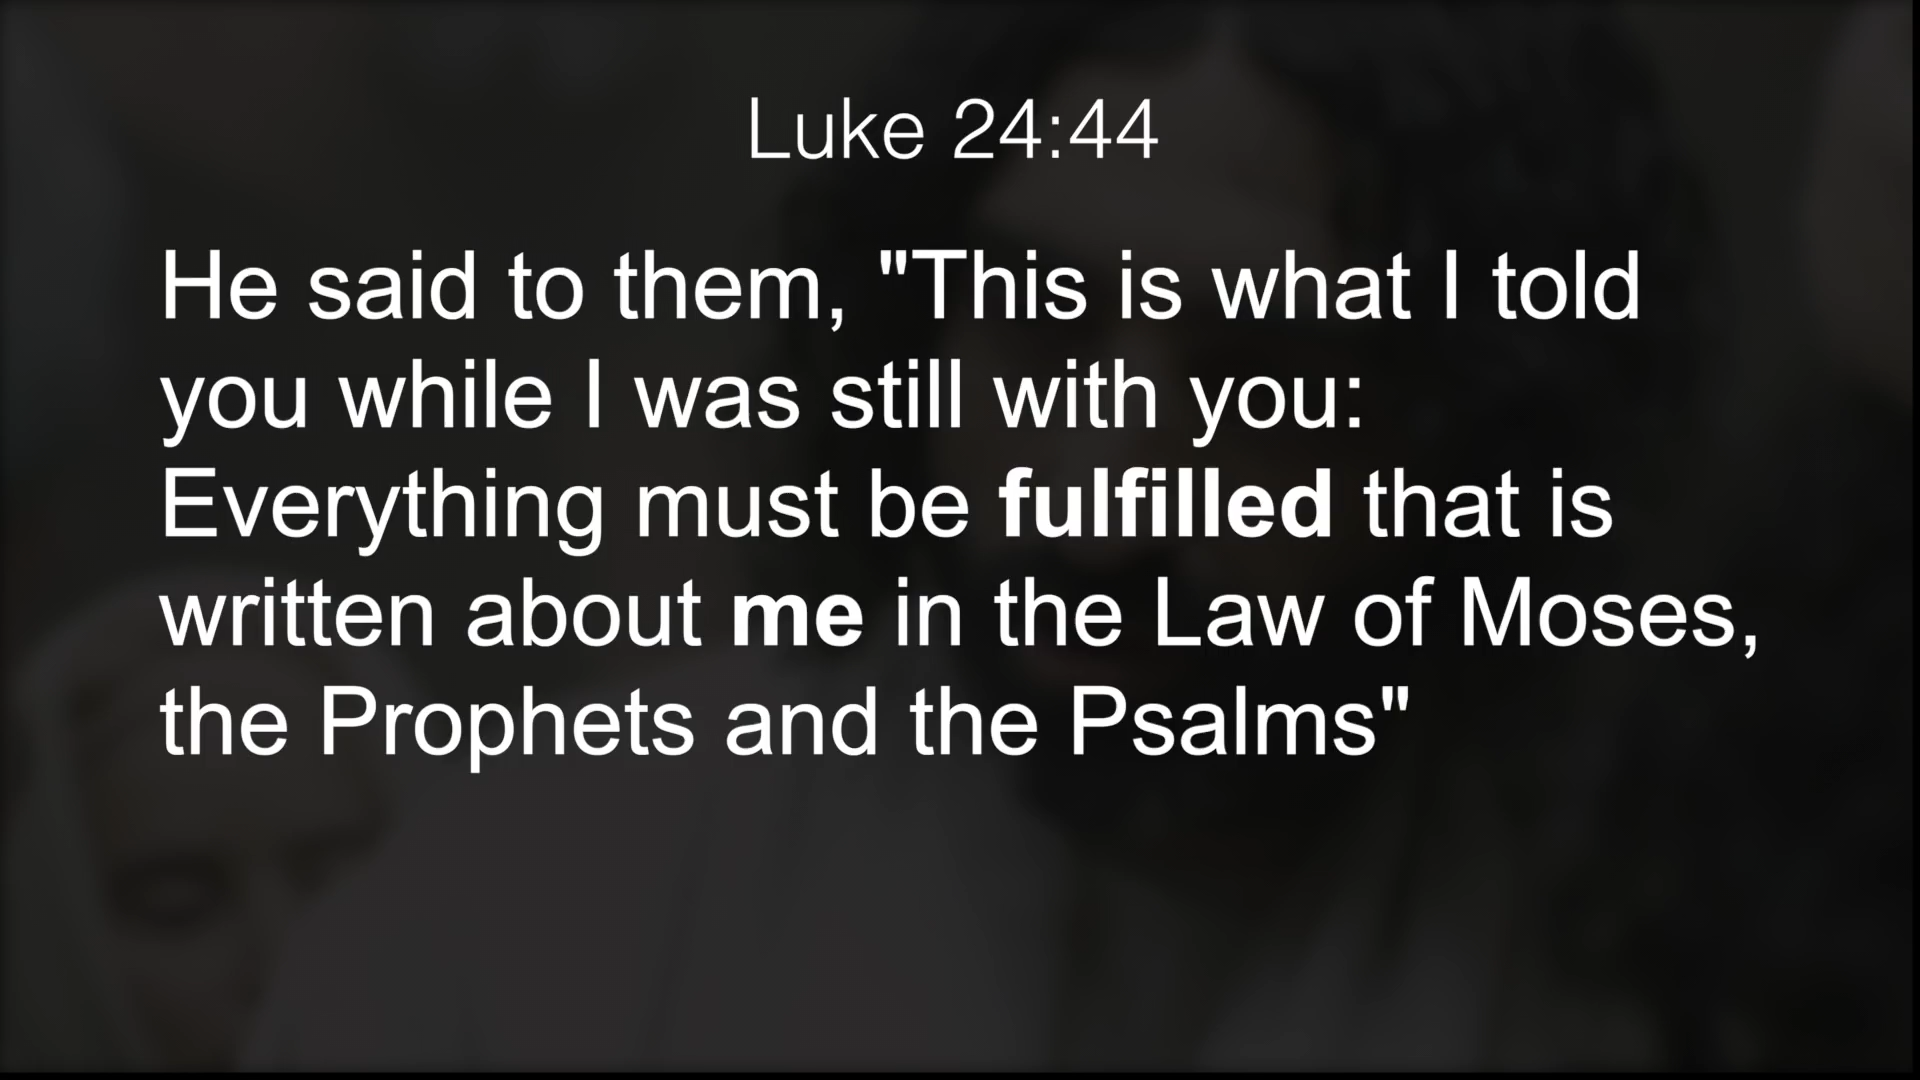 Luke 24:44
He said to them, "This is what I told
you while I was still with you:
Everything must be fulfilled that is
written about me in the Law of Moses,
the Prophets and the Psalms"